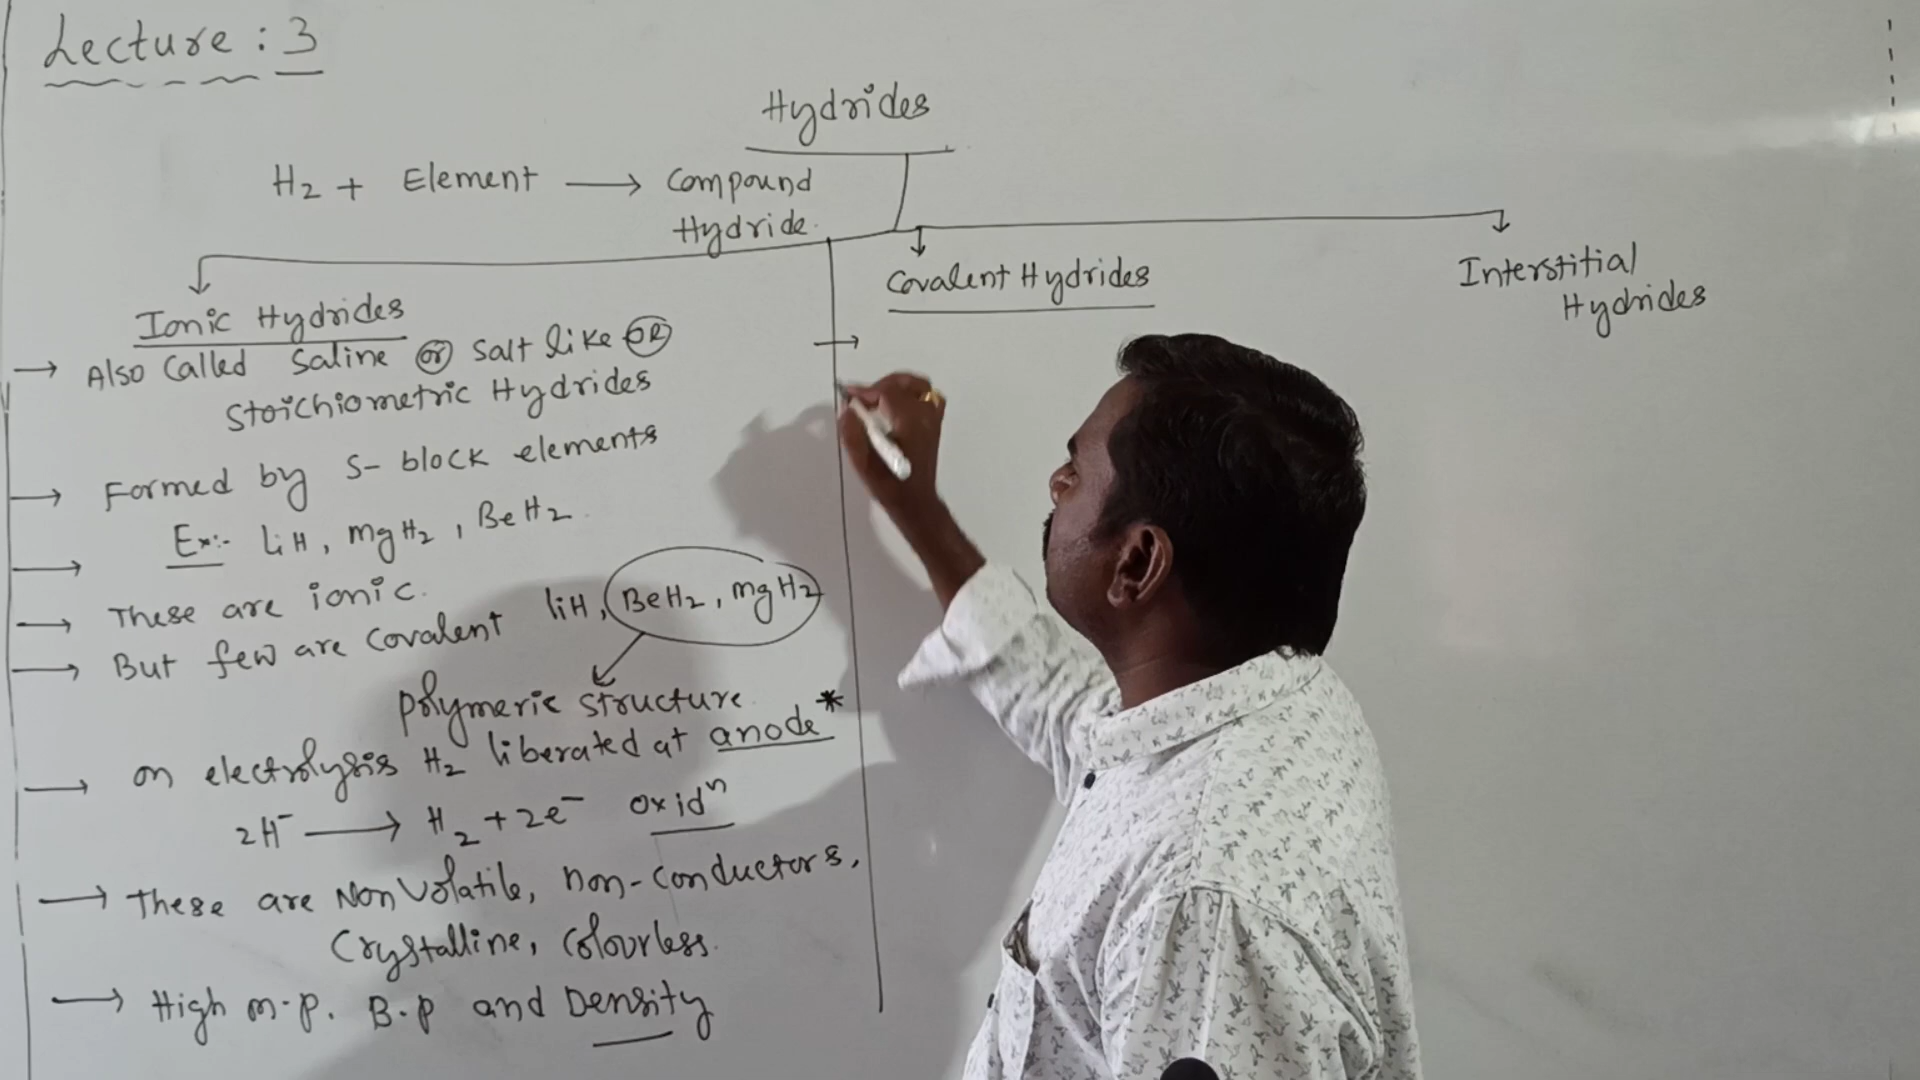 Lecture : 3
Hydrides
H₂ + Element ⟶ Compound
Hydride.
Ionic Hydrides
→ Also Called Saline or Salt like or
Stoichiometric Hydrides
→ Formed by S-block elements
→ Ex:- LiH, MgH₂, BeH₂.
→ These are ionic.
→ But few are covalent LiH, BeH₂, MgH₂
Polymeric structure
→ On electrolysis H₂ liberated at anode*
2H⁻ ⟶ H₂ + 2e⁻ Oxidⁿ
→ These are Non Volatile, non-conductors,
Crystalline, Colourless.
→ High m.p. B.p and Density
Covalent Hydrides
→
Interstitial
Hydrides